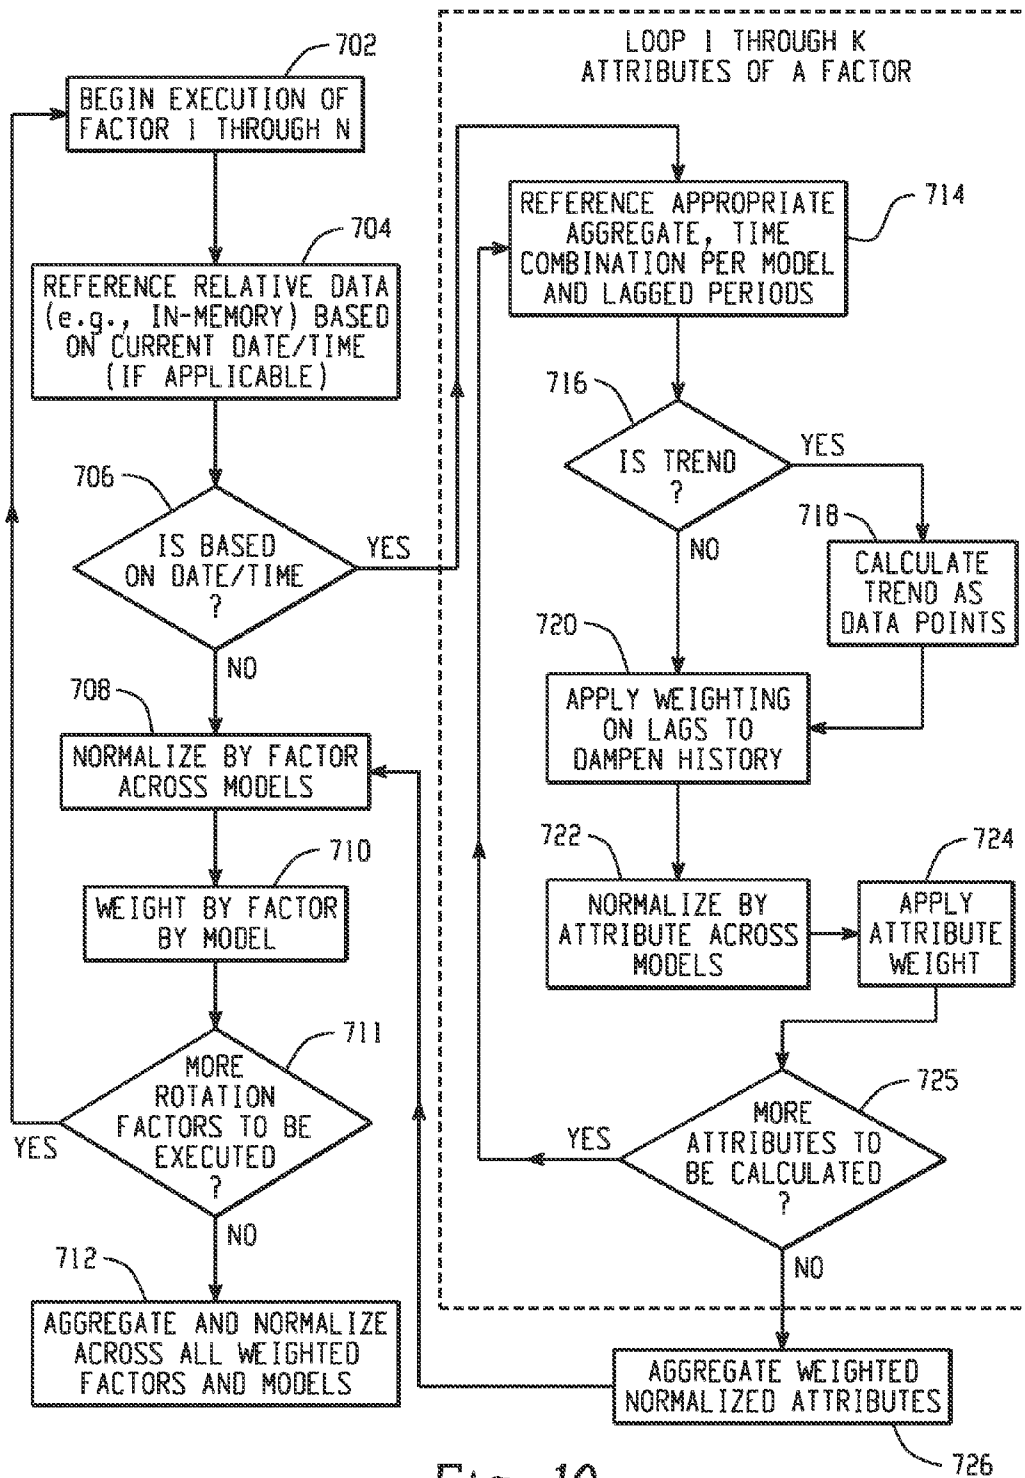 702
BEGIN EXECUTION OF
FACTOR 1 THROUGH N
704
REFERENCE RELATIVE DATA
(e.g., IN-MEMORY) BASED
ON CURRENT DATE/TIME
(IF APPLICABLE)
706
IS BASED
ON DATE/TIME
?
YES
NO
708
NORMALIZE BY FACTOR
ACROSS MODELS
710
WEIGHT BY FACTOR
BY MODEL
711
MORE
ROTATION
FACTORS TO BE
EXECUTED
?
YES
NO
712
AGGREGATE AND NORMALIZE
ACROSS ALL WEIGHTED
FACTORS AND MODELS
LOOP 1 THROUGH K
ATTRIBUTES OF A FACTOR
714
REFERENCE APPROPRIATE
AGGREGATE, TIME
COMBINATION PER MODEL
AND LAGGED PERIODS
716
IS TREND
?
YES
NO
718
CALCULATE
TREND AS
DATA POINTS
720
APPLY WEIGHTING
ON LAGS TO
DAMPEN HISTORY
722
NORMALIZE BY
ATTRIBUTE ACROSS
MODELS
724
APPLY
ATTRIBUTE
WEIGHT
725
MORE
ATTRIBUTES TO
BE CALCULATED
?
YES
NO
AGGREGATE WEIGHTED
NORMALIZED ATTRIBUTES
726